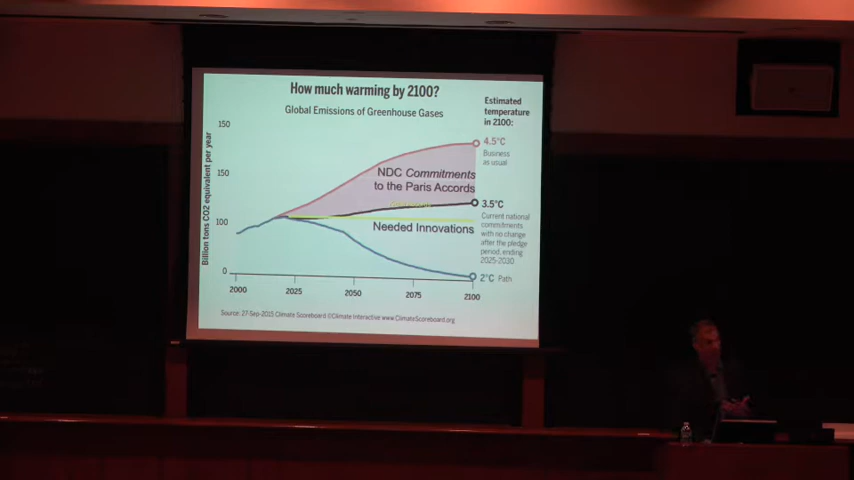 How much warming by 2100?
Global Emissions of Greenhouse Gases
Estimated
temperature
in 2100:
Billion tons CO2 equivalent per year
150
150
100
0
2000
2025
2050
2075
2100
NDC Commitments
to the Paris Accords
Needed Innovations
4.5°C
Business
as usual
3.5°C
Current national
commitments
with no change
after the pledge
period, ending
2025-2030
2°C Path
Source: 27-Sep-2015 Climate Scoreboard ©Climate Interactive www.ClimateScoreboard.org